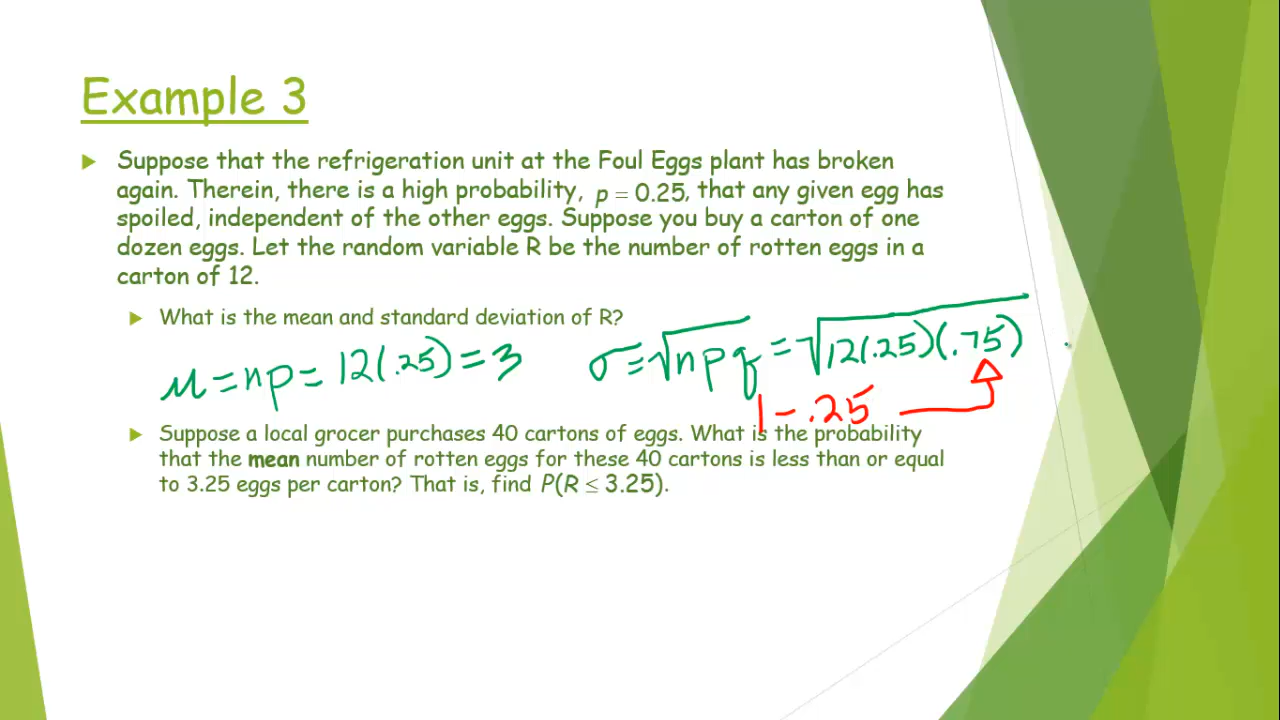 Example 3
Suppose that the refrigeration unit at the Foul Eggs plant has broken
again. Therein, there is a high probability, p = 0.25, that any given egg has
spoiled, independent of the other eggs. Suppose you buy a carton of one
dozen eggs. Let the random variable R be the number of rotten eggs in a
carton of 12.
What is the mean and standard deviation of R?
μ = np = 12(.25) = 3 σ = √npq = √12(.25)(.75)
1 - .25
Suppose a local grocer purchases 40 cartons of eggs. What is the probability
that the mean number of rotten eggs for these 40 cartons is less than or equal
to 3.25 eggs per carton? That is, find P(R ≤ 3.25).